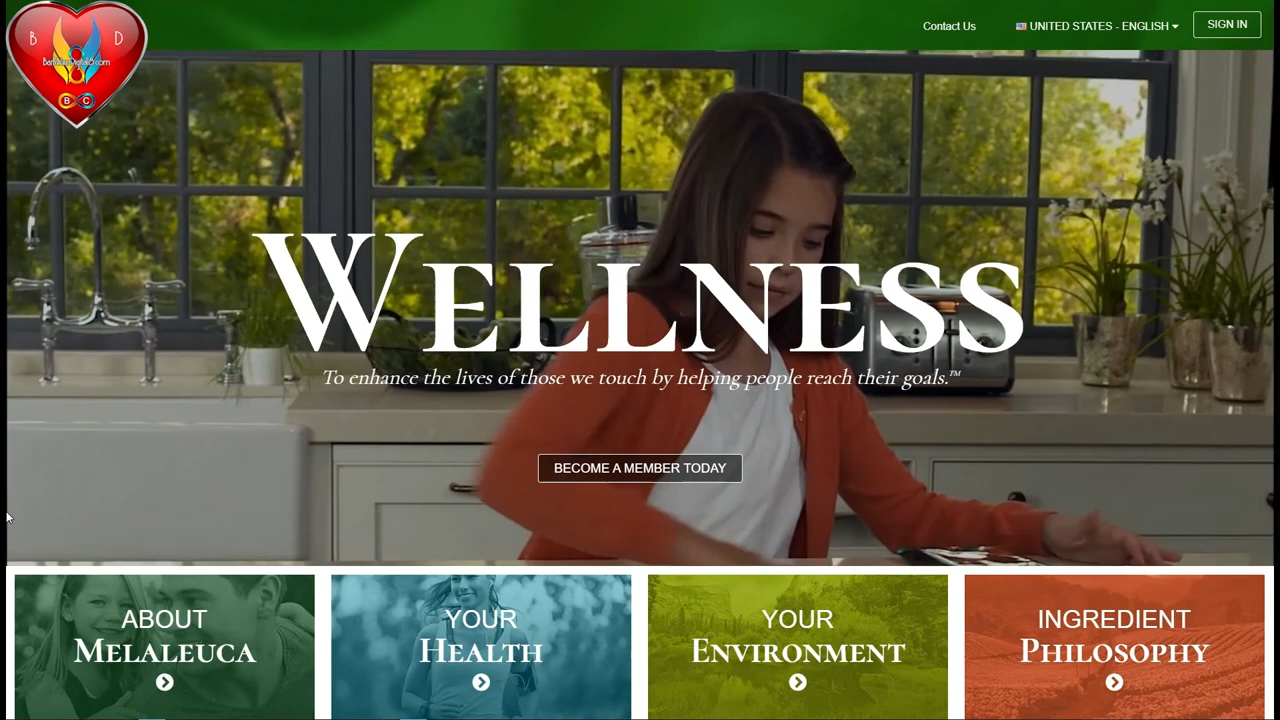 Contact Us
UNITED STATES - ENGLISH
SIGN IN
B D
B C
WELLNESS
To enhance the lives of those we touch by helping people reach their goals.™
BECOME A MEMBER TODAY
ABOUT
MELALEUCA
YOUR
HEALTH
YOUR
ENVIRONMENT
INGREDIENT
PHILOSOPHY